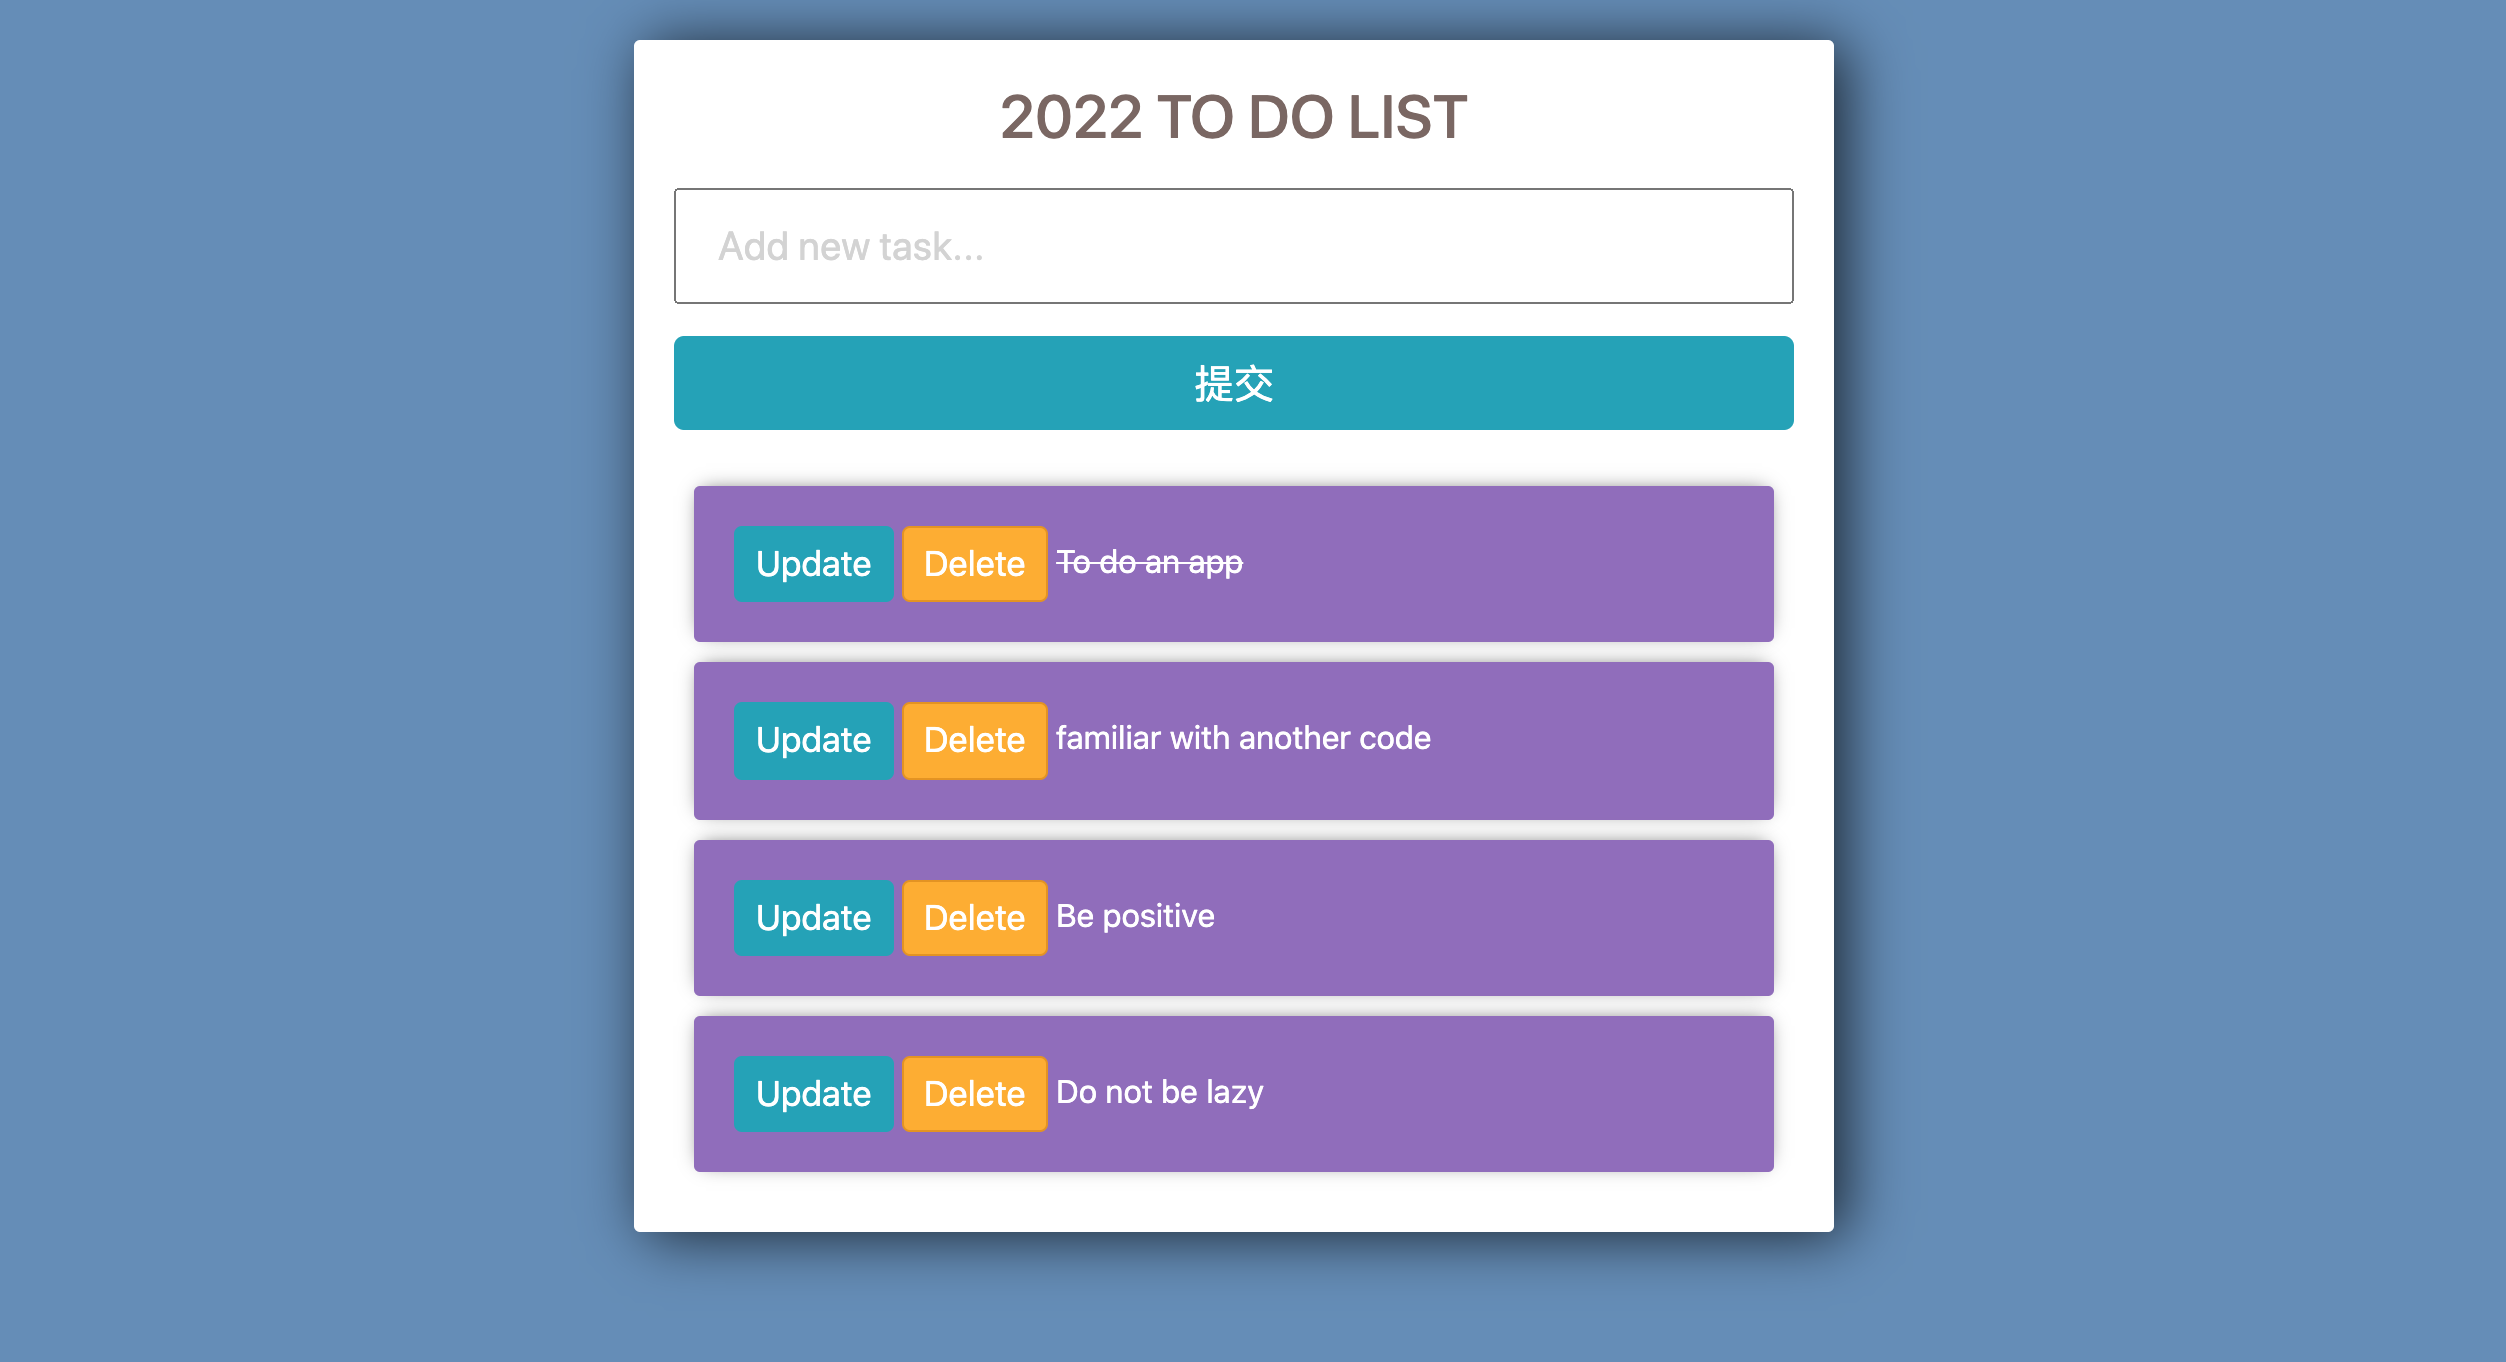 2022 TO DO LIST
Add new task...
提交
Update Delete To do an app
Update Delete familiar with another code
Update Delete Be positive
Update Delete Do not be lazy